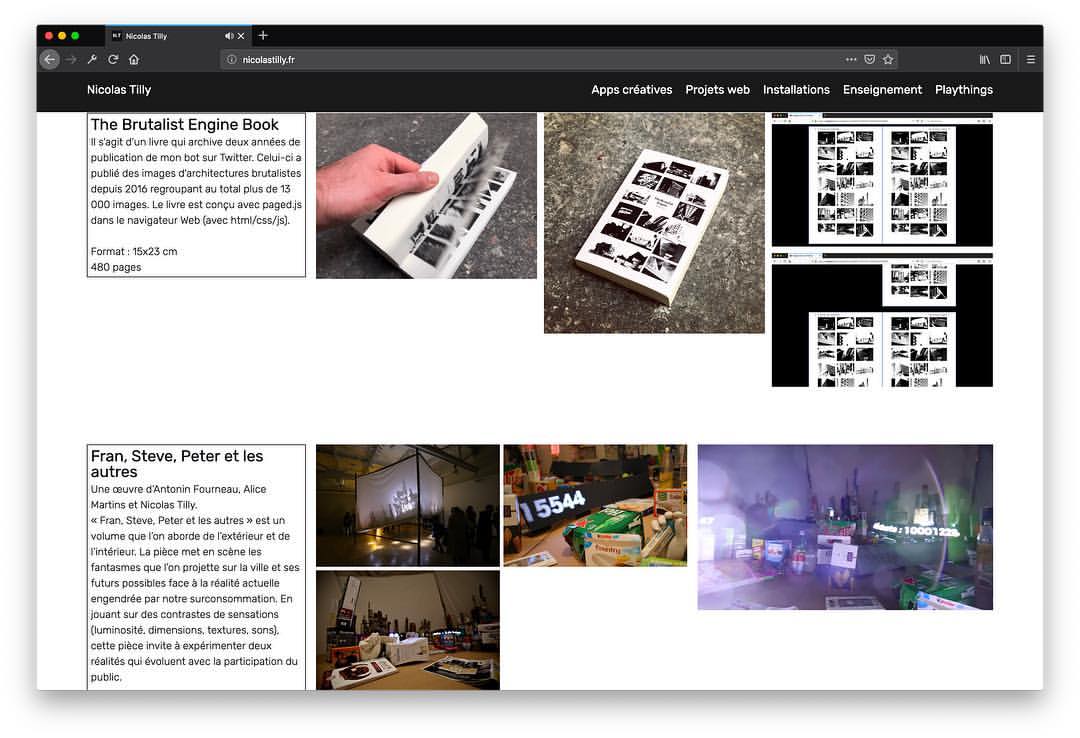 N.T Nicolas Tilly
nicolastilly.fr
Nicolas Tilly
Apps créatives Projets web Installations Enseignement Playthings
The Brutalist Engine Book
Il s'agit d'un livre qui archive deux années de
publication de mon bot sur Twitter. Celui-ci a
publié des images d'architectures brutalistes
depuis 2016 regroupant au total plus de 13
000 images. Le livre est conçu avec paged.js
dans le navigateur Web (avec html/css/js).
Format : 15x23 cm
480 pages
Fran, Steve, Peter et les
autres
Une œuvre d'Antonin Fourneau, Alice
Martins et Nicolas Tilly.
« Fran, Steve, Peter et les autres » est un
volume que l'on aborde de l'extérieur et de
l'intérieur. La pièce met en scène les
fantasmes que l'on projette sur la ville et ses
futurs possibles face à la réalité actuelle
engendrée par notre surconsommation. En
jouant sur des contrastes de sensations
(luminosité, dimensions, textures, sons),
cette pièce invite à expérimenter deux
réalités qui évoluent avec la participation du
public.
15544